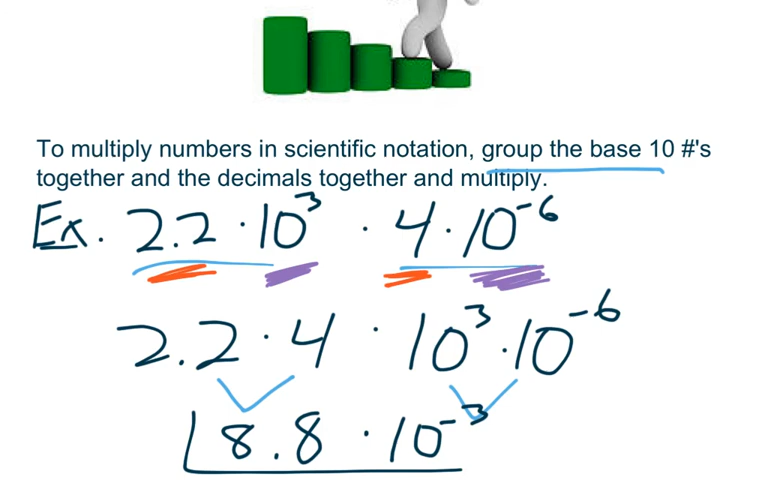 To multiply numbers in scientific notation, group the base 10 #'s
together and the decimals together and multiply.
Ex. 2.2 · 10³ · 4 · 10⁻⁶
2.2 · 4 · 10³ · 10⁻⁶
8.8 · 10⁻³